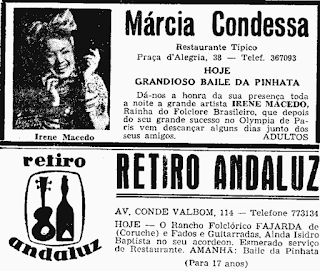 Márcia Condessa
Restaurante Típico
Praça d'Alegria, 38 — Telef. 367093
HOJE
GRANDIOSO BAILE DA PINHATA
Dá-nos a honra da sua presença toda
a noite a grande artista IRENE MACEDO,
Rainha do Folclore Brasileiro, que depois
do seu grande sucesso no Olympia de Pa-
ris vem descançar alguns dias junto dos
seus amigos. ADULTOS
Irene Macedo
retiro
andaluz
RETIRO ANDALUZ
AV. CONDE VALBOM, 114 — Telefone 773134
HOJE — O Rancho Folclórico FAJARDA de
(Coruche) e Fados e Guitarradas, Ainda Isidro
Baptista no seu acordeon. Esmerado serviço
de Restaurante. AMANHÃ: Baile da Pinhata
(Para 17 anos)